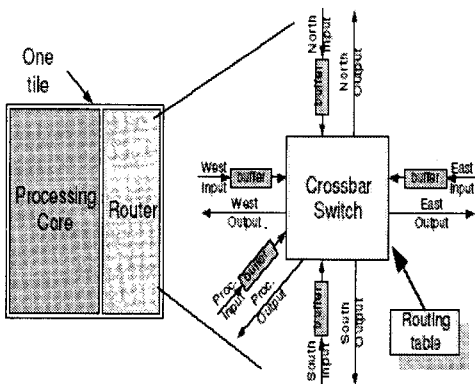 One
tile
Processing
Core
Router
North
Input
buffer
North
Output
West
Input
buffer
West
Output
Crossbar
Switch
buffer
East
Input
East
Output
Proc.
Input
buffer
Proc.
Output
South
Input
buffer
South
Output
Routing
table